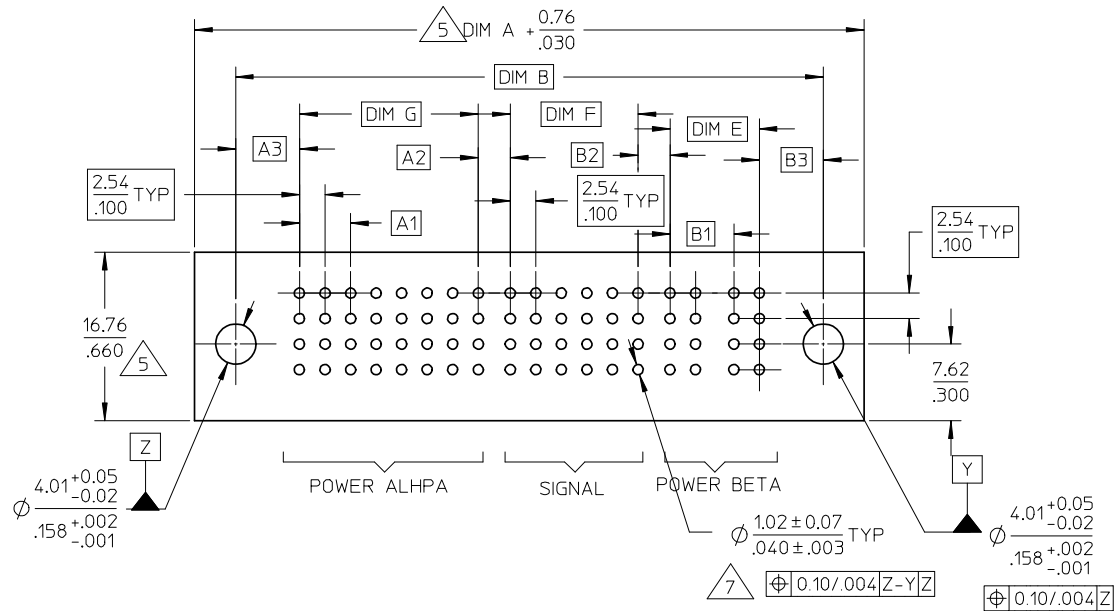 5 DIM A + 0.76
.030
DIM B
DIM G
DIM F
DIM E
A3
A2
B2
B3
2.54 TYP
.100
2.54 TYP
.100
A1
B1
2.54 TYP
.100
16.76
.660
5
7.62
.300
Z
Y
POWER ALHPA
SIGNAL
POWER BETA
Ø 4.01 +0.05
-0.02
.158 +.002
-.001
Ø 1.02 ± 0.07 TYP
.040 ± .003
7
⌖ 0.10/.004 Z-Y Z
Ø 4.01 +0.05
-0.02
.158 +.002
-.001
⌖ 0.10/.004 Z